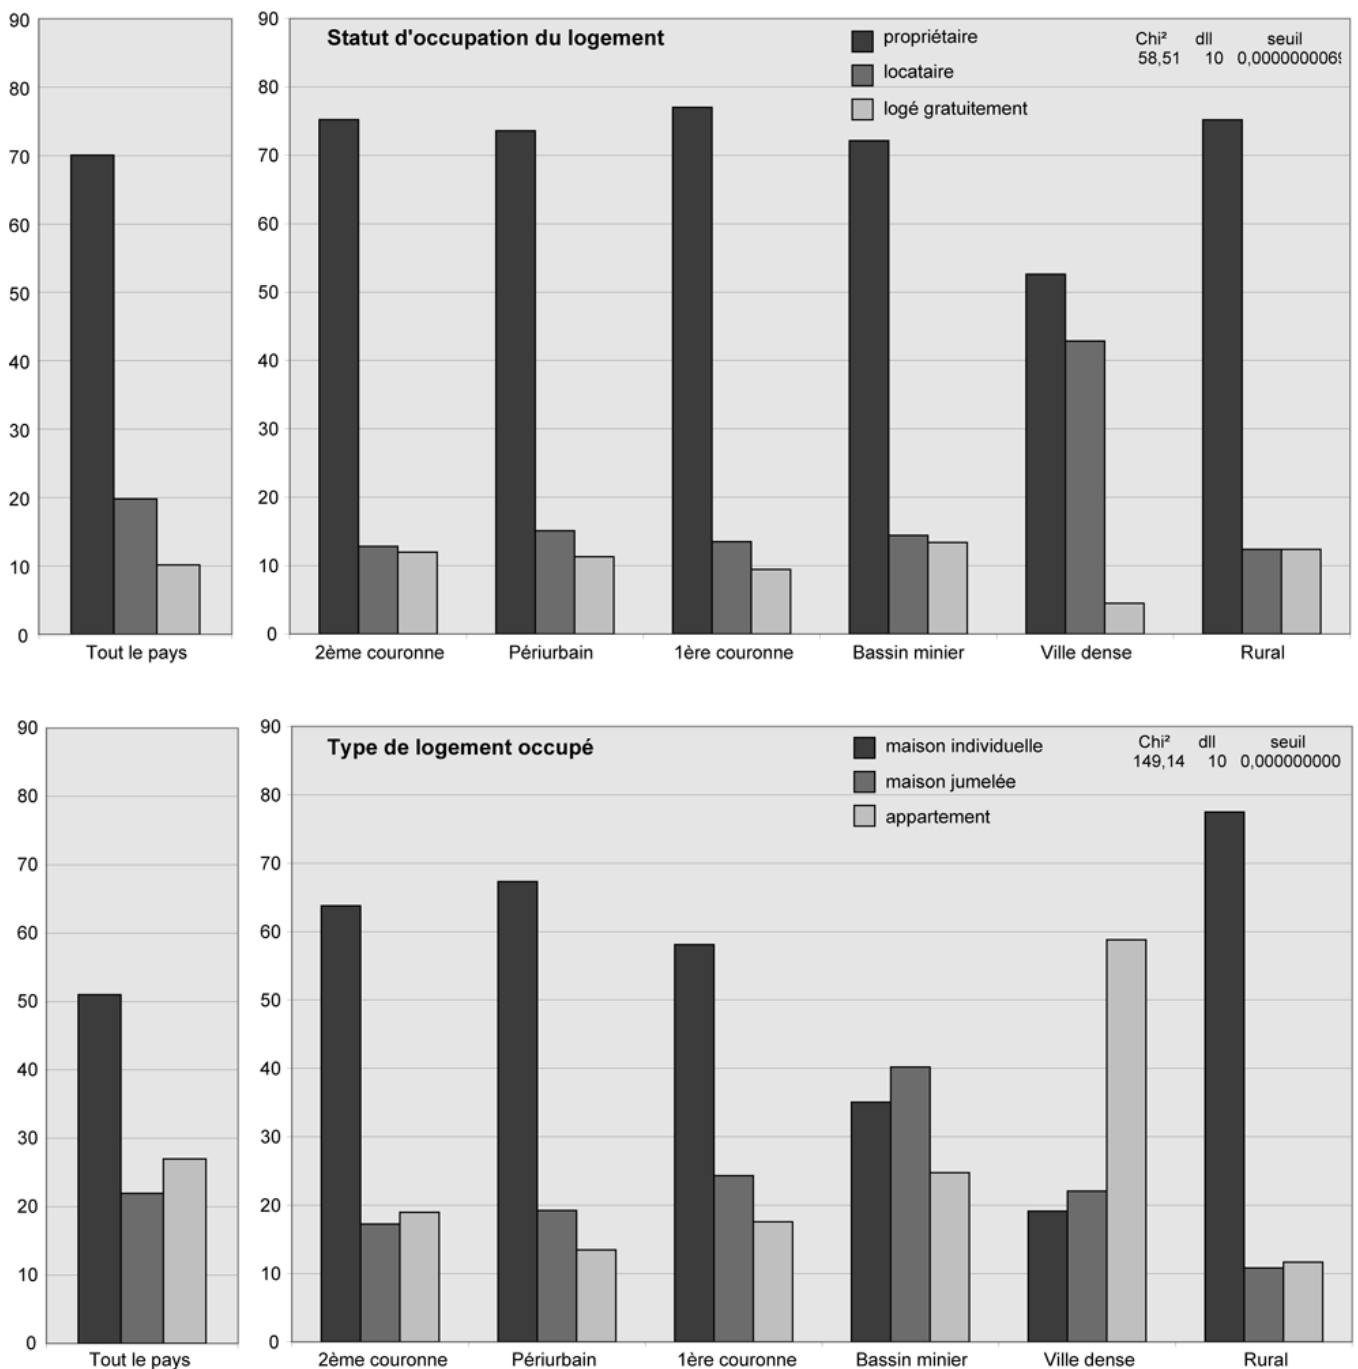 90
80
70
60
50
40
30
20
10
0
Tout le pays
90
80
70
60
50
40
30
20
10
0
Statut d'occupation du logement
propriétaire
locataire
logé gratuitement
Chi² dll seuil
58,51 10 0,000000006
2ème couronne Périurbain 1ère couronne Bassin minier Ville dense Rural
90
80
70
60
50
40
30
20
10
0
Tout le pays
90
80
70
60
50
40
30
20
10
0
Type de logement occupé
maison individuelle
maison jumelée
appartement
Chi² dll seuil
149,14 10 0,000000000
2ème couronne Périurbain 1ère couronne Bassin minier Ville dense Rural